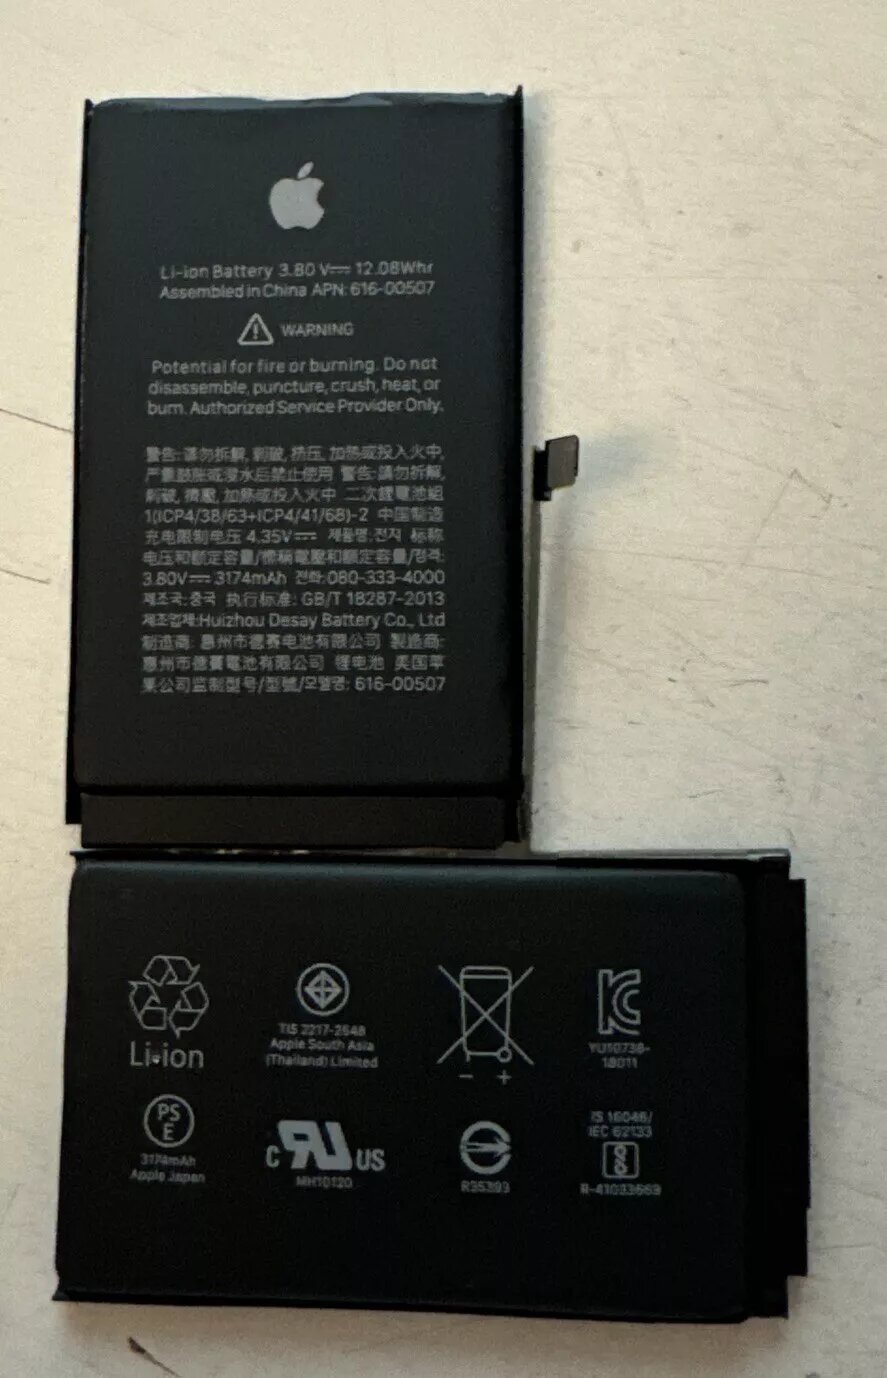 Li-ion Battery 3.80 V⎓ 12.08Whr
Assembled in China APN: 616-00507
WARNING
Potential for fire or burning. Do not
disassemble, puncture, crush, heat, or
burn. Authorized Service Provider Only.
警告:请勿拆解, 刺破, 挤压, 加热或投入火中,
严重鼓胀或浸水后禁止使用 警告:請勿拆解,
刺破, 擠壓, 加熱或投入火中 二次鋰電池組
1(ICP4/38/63+ICP4/41/68)-2 中国制造
充电限制电压 4.35V⎓ 제품명:전지 标称
电压和额定容量/標稱電壓和額定容量/정격:
3.80V⎓ 3174mAh 전화:080-333-4000
제조국:중국 执行标准: GB/T 18287-2013
제조업체:Huizhou Desay Battery Co., Ltd
制造商: 惠州市德赛电池有限公司 製造商:
惠州市德賽電池有限公司 锂电池 美国苹
果公司监制型号/型號/모델명: 616-00507
Li-ion
TIS 2217-2548
Apple South Asia
(Thailand) Limited
YU10736-
18011
PS
E
3174mAh
Apple Japan
c RU US
MH10120
R35393
IS 16046/
IEC 62133
R-41033669